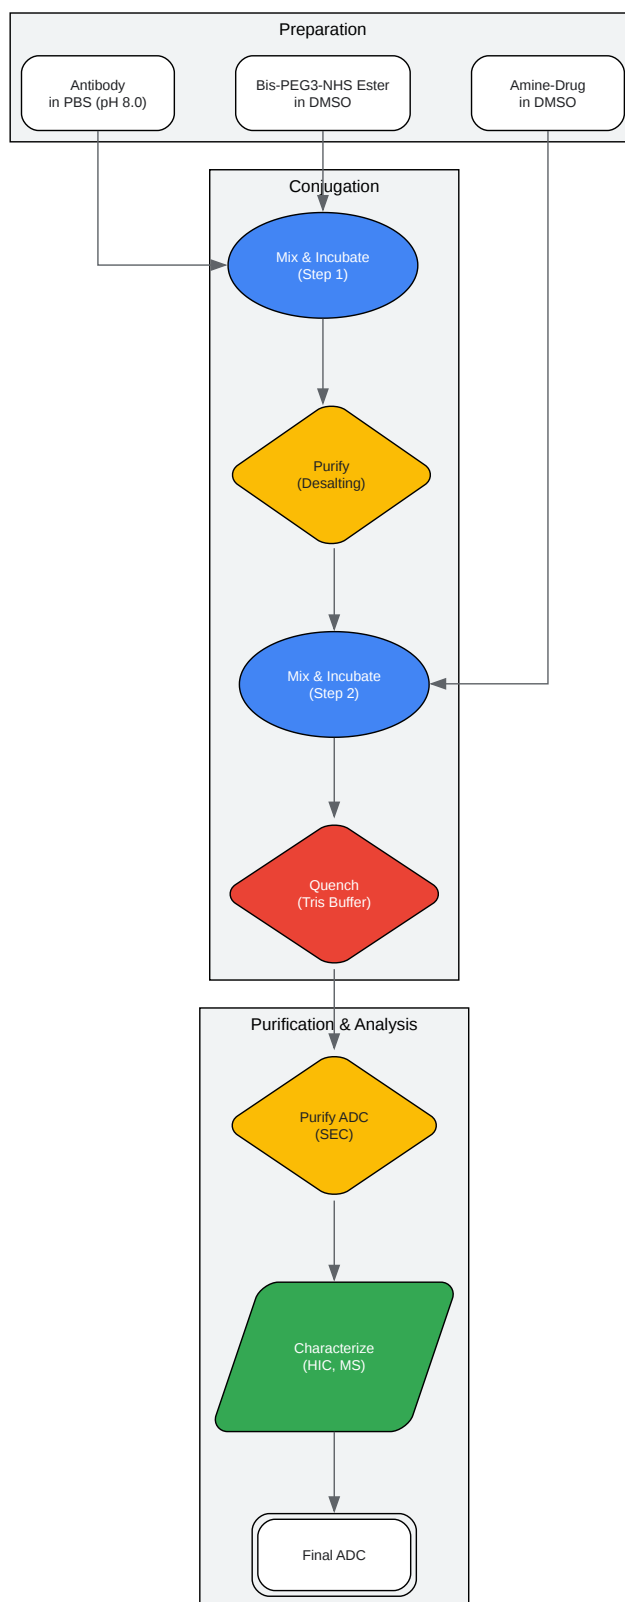 Preparation
Antibody
in PBS (pH 8.0)
Bis-PEG3-NHS Ester
in DMSO
Amine-Drug
in DMSO
Conjugation
Mix & Incubate
(Step 1)
Purify
(Desalting)
Mix & Incubate
(Step 2)
Quench
(Tris Buffer)
Purification & Analysis
Purify ADC
(SEC)
Characterize
(HIC, MS)
Final ADC